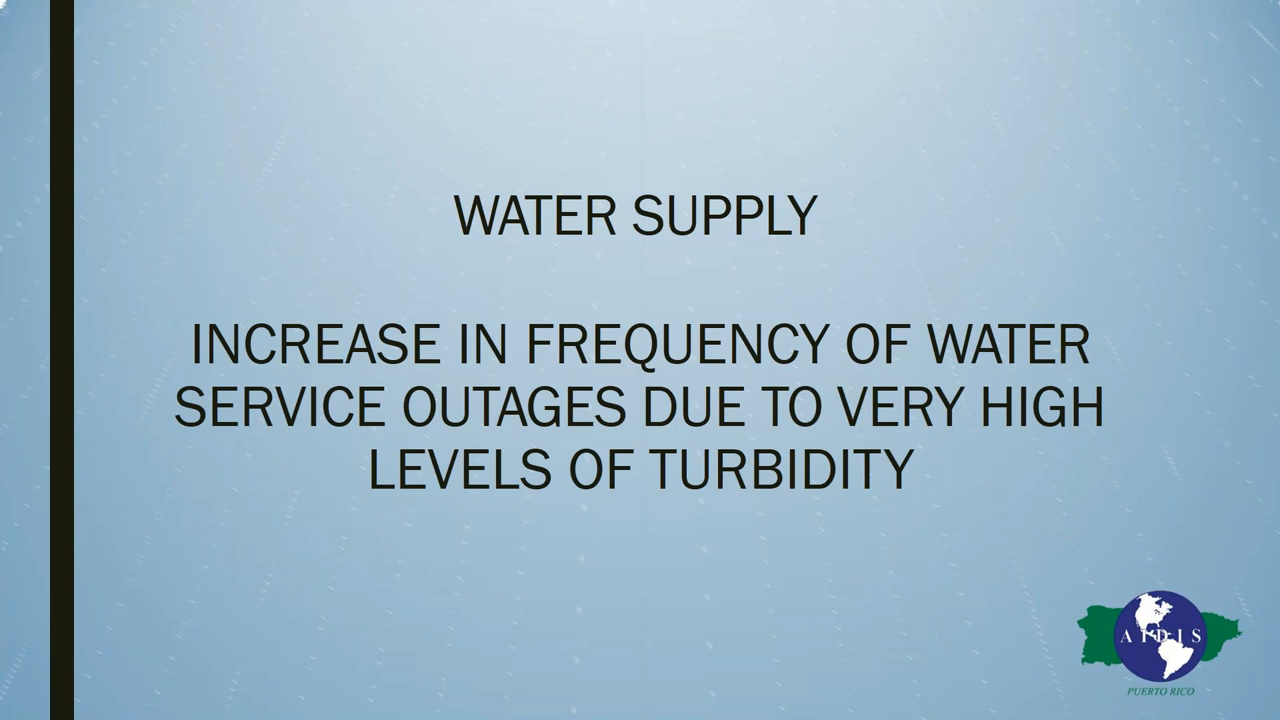 WATER SUPPLY
INCREASE IN FREQUENCY OF WATER
SERVICE OUTAGES DUE TO VERY HIGH
LEVELS OF TURBIDITY
AIDIS
PUERTO RICO